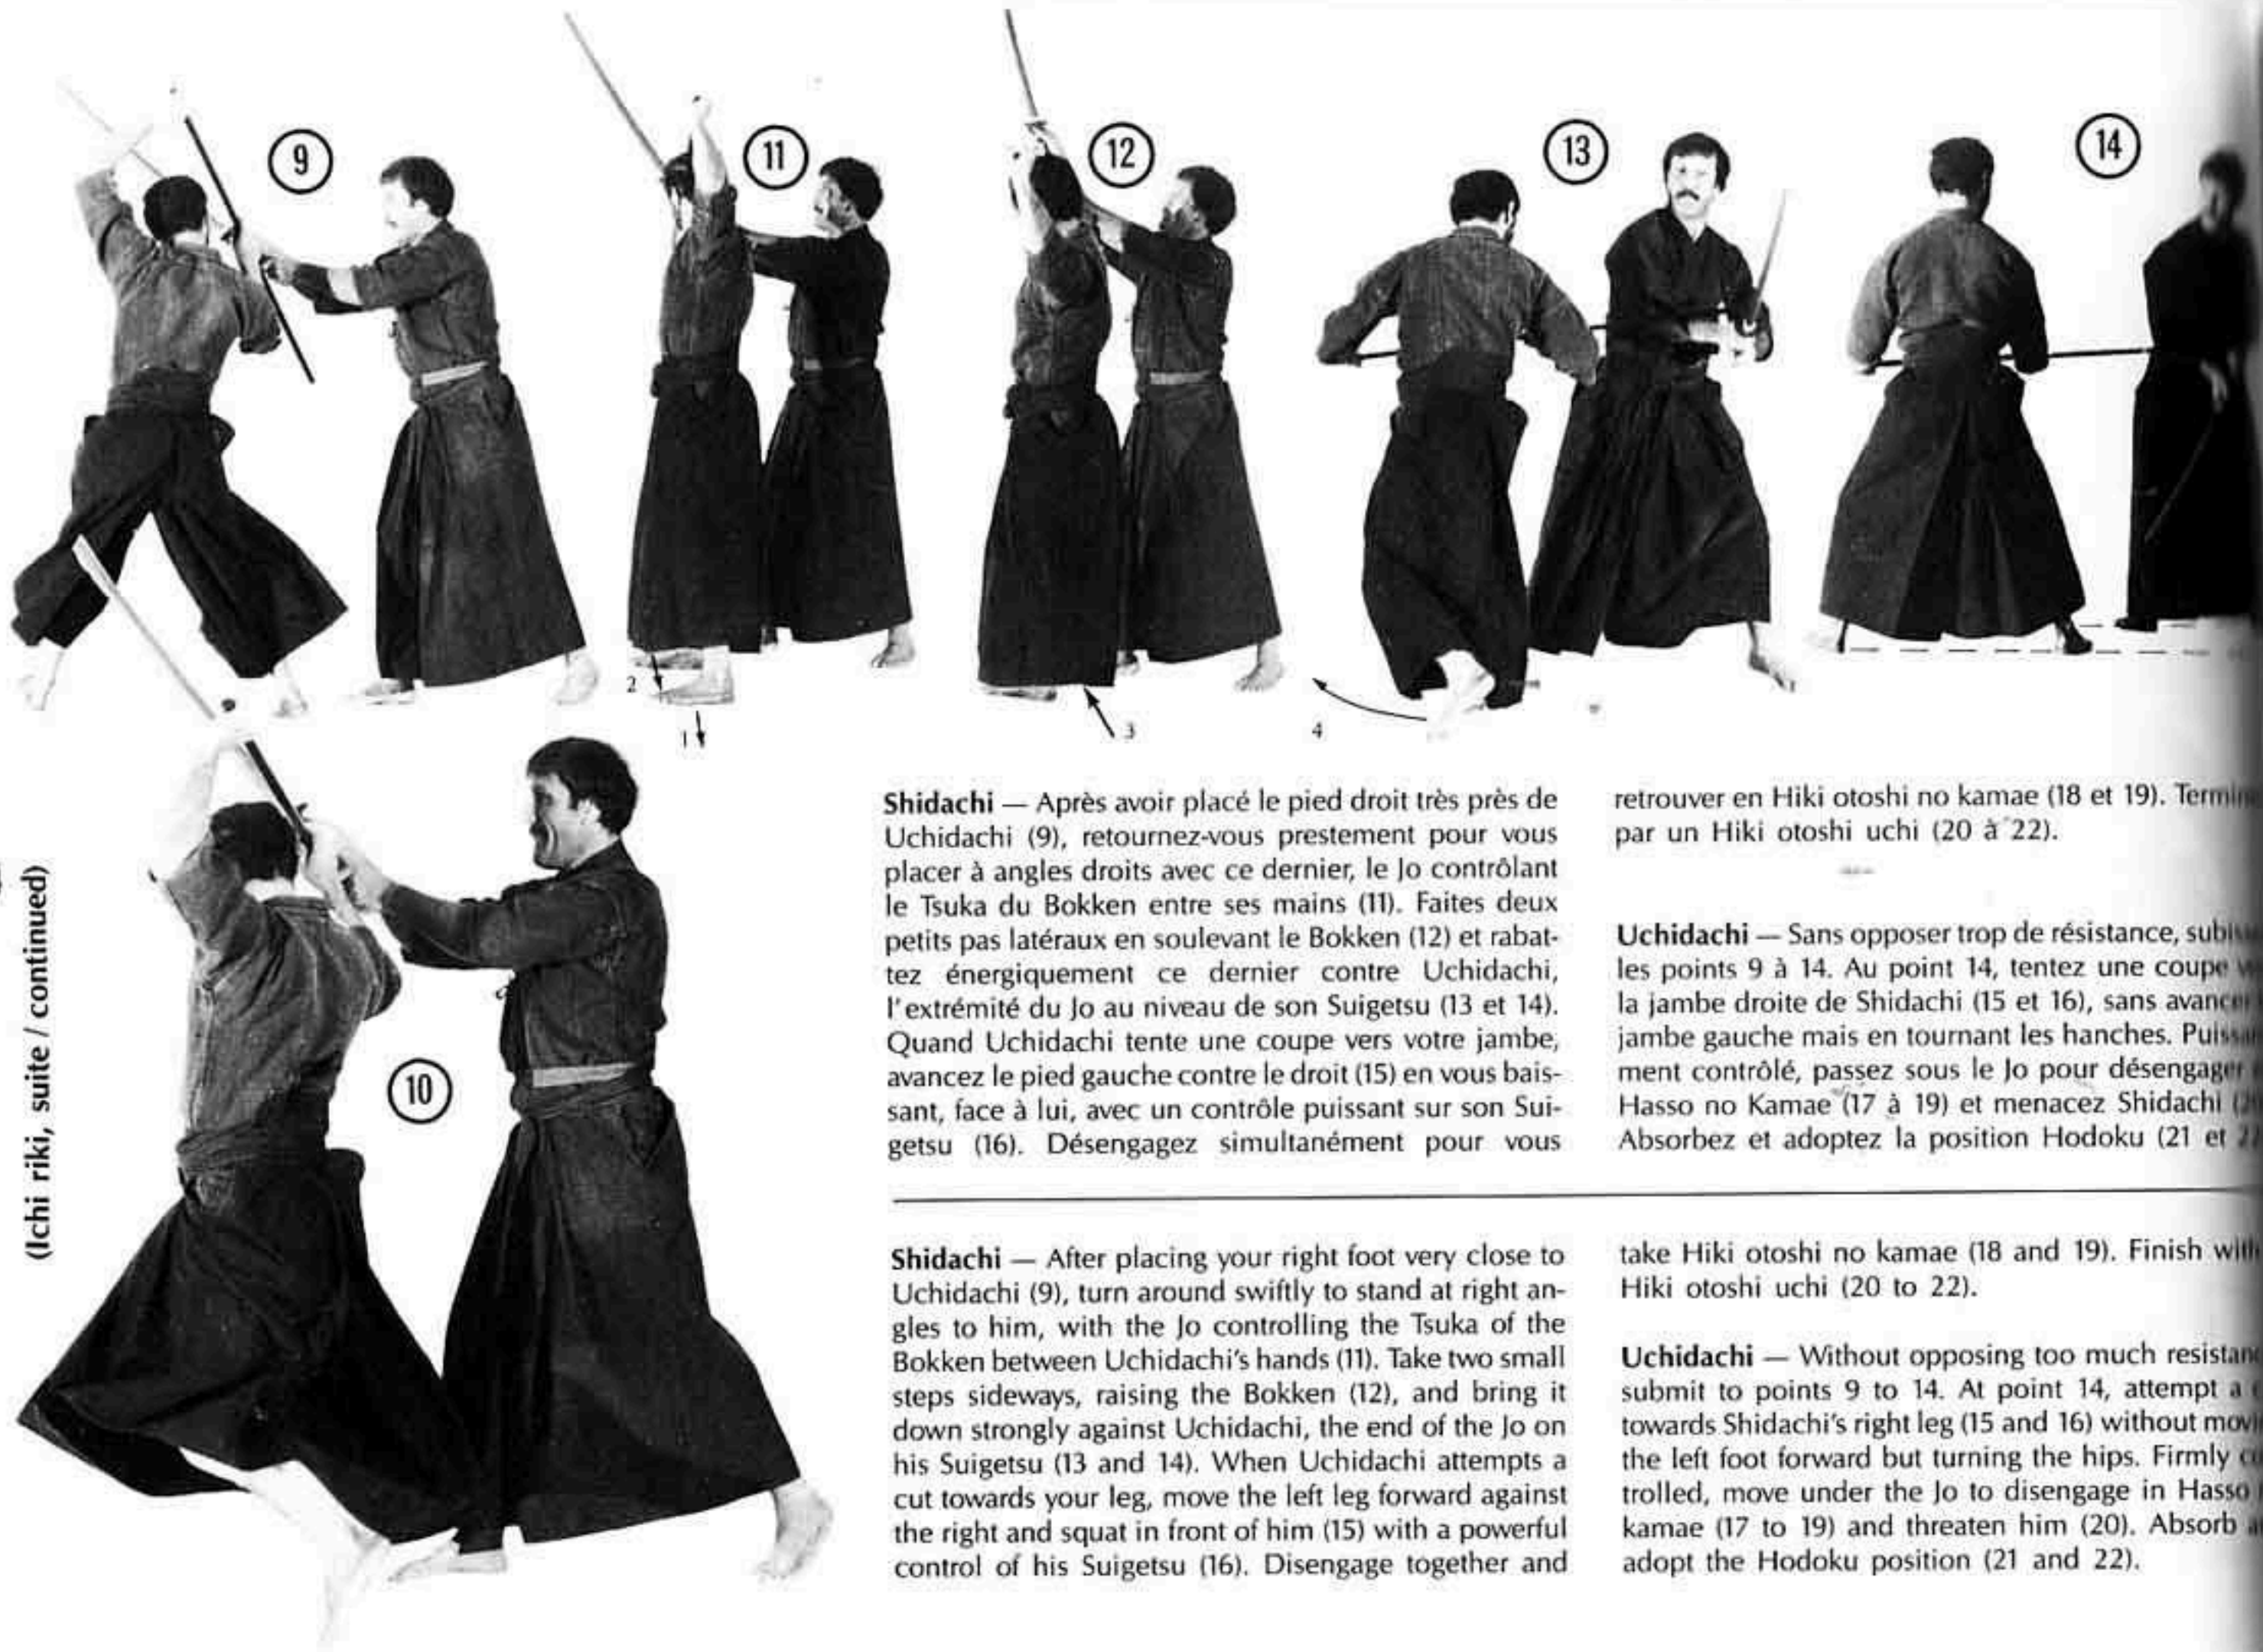 9
11
12
13
14
2
1
3
4
10
(Ichi riki, suite / continued)
Shidachi — Après avoir placé le pied droit très près de
Uchidachi (9), retournez-vous prestement pour vous
placer à angles droits avec ce dernier, le Jo contrôlant
le Tsuka du Bokken entre ses mains (11). Faites deux
petits pas latéraux en soulevant le Bokken (12) et rabat-
tez énergiquement ce dernier contre Uchidachi,
l'extrémité du Jo au niveau de son Suigetsu (13 et 14).
Quand Uchidachi tente une coupe vers votre jambe,
avancez le pied gauche contre le droit (15) en vous bais-
sant, face à lui, avec un contrôle puissant sur son Sui-
getsu (16). Désengagez simultanément pour vous
retrouver en Hiki otoshi no kamae (18 et 19).
par un Hiki otoshi uchi (20 à 22).
Uchidachi — Sans opposer trop de résistance,
les points 9 à 14. Au point 14, tentez une coupe
la jambe droite de Shidachi (15 et 16), sans
jambe gauche mais en tournant les hanches.
ment contrôlé, passez sous le Jo pour désengager
Hasso no Kamae (17 à 19) et menacez Shidachi
Absorbez et adoptez la position Hodoku (21 et
Shidachi — After placing your right foot very close to
Uchidachi (9), turn around swiftly to stand at right an-
gles to him, with the Jo controlling the Tsuka of the
Bokken between Uchidachi's hands (11). Take two small
steps sideways, raising the Bokken (12), and bring it
down strongly against Uchidachi, the end of the Jo on
his Suigetsu (13 and 14). When Uchidachi attempts a
cut towards your leg, move the left leg forward against
the right and squat in front of him (15) with a powerful
control of his Suigetsu (16). Disengage together and
take Hiki otoshi no kamae (18 and 19). Finish with
Hiki otoshi uchi (20 to 22).
Uchidachi — Without opposing too much
submit to points 9 to 14. At point 14, attempt a
towards Shidachi's right leg (15 and 16) without
the left foot forward but turning the hips. Firmly
trolled, move under the Jo to disengage in Hasso
kamae (17 to 19) and threaten him (20). Absorb
adopt the Hodoku position (21 and 22).